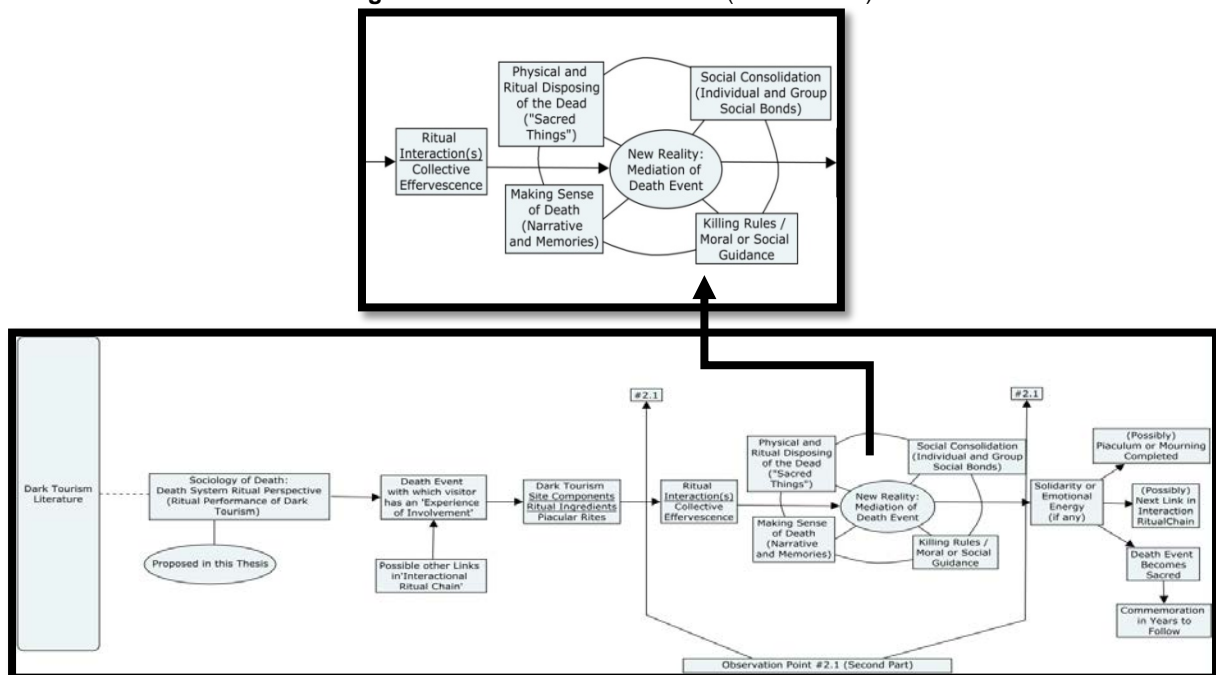 Physical and
Ritual Disposing
of the Dead
("Sacred
Things")
Social Consolidation
(Individual and Group
Social Bonds)
Ritual
Interaction(s)
Collective
Effervescence
New Reality:
Mediation of
Death Event
Making Sense
of Death
(Narrative
and Memories)
Killing Rules /
Moral or Social
Guidance
Dark Tourism
Literature
Sociology of Death:
Death System Ritual Perspective
(Ritual Performance of Dark
Tourism)
Proposed in this Thesis
Death Event
with which visitor
has an 'Experience
of Involvement'
Possible other Links
in'Interactional
Ritual Chain'
Dark Tourism
Site Components
Ritual Ingredients
Piacular Rites
#2.1
Ritual
Interaction(s)
Collective
Effervescence
Physical and
Ritual Disposing
of the Dead
("Sacred
Things")
Social Consolidation
(Individual and Group
Social Bonds)
New Reality:
Mediation of
Death Event
Making Sense
of Death
(Narrative
and Memories)
Killing Rules /
Moral or Social
Guidance
#2.1
Solidarity or
Emotional
Energy
(if any)
(Possibly)
Piaculum or Mourning
Completed
(Possibly)
Next Link in
Interaction
RitualChain
Death Event
Becomes
Sacred
Commemoration
in Years to
Follow
Observation Point #2.1 (Second Part)